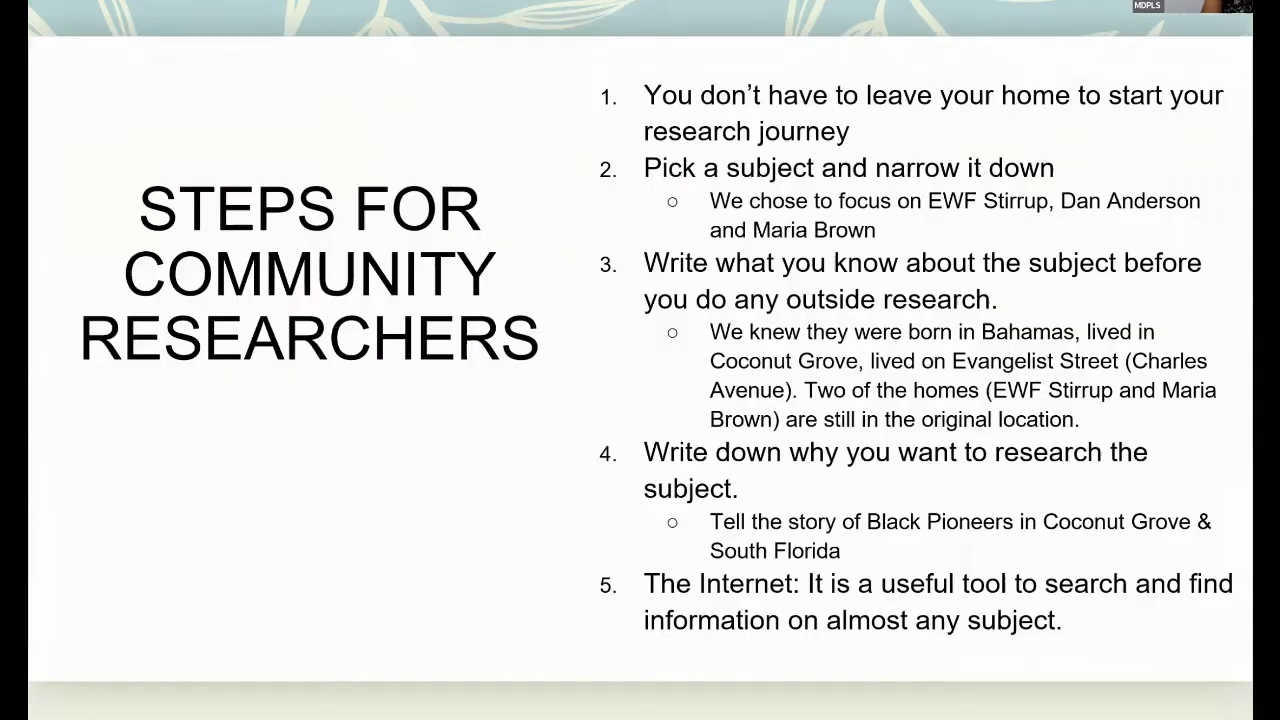 MDPLS
STEPS FOR
COMMUNITY
RESEARCHERS
1. You don’t have to leave your home to start your
research journey
2. Pick a subject and narrow it down
○ We chose to focus on EWF Stirrup, Dan Anderson
and Maria Brown
3. Write what you know about the subject before
you do any outside research.
○ We knew they were born in Bahamas, lived in
Coconut Grove, lived on Evangelist Street (Charles
Avenue). Two of the homes (EWF Stirrup and Maria
Brown) are still in the original location.
4. Write down why you want to research the
subject.
○ Tell the story of Black Pioneers in Coconut Grove &
South Florida
5. The Internet: It is a useful tool to search and find
information on almost any subject.